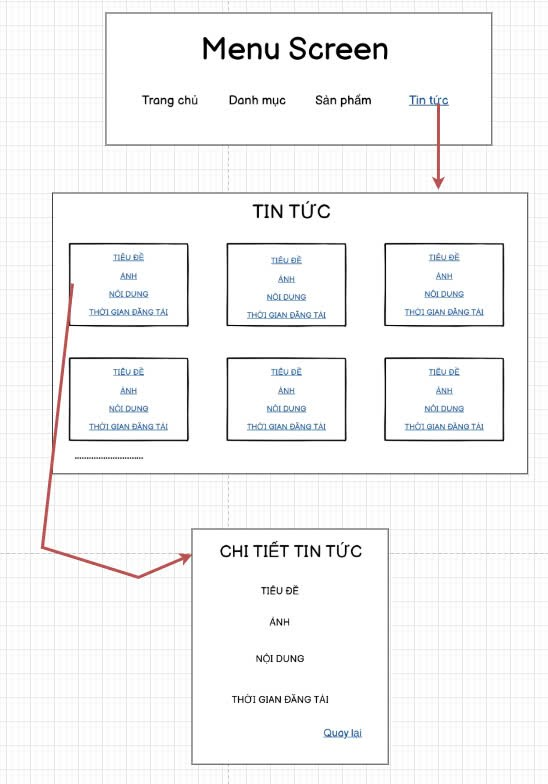 Menu Screen
Trang chủ Danh mục Sản phẩm Tin tức
TIN TỨC
TIÊU ĐỀ
ẢNH
NỘI DUNG
THỜI GIAN ĐĂNG TẢI
TIÊU ĐỀ
ẢNH
NỘI DUNG
THỜI GIAN ĐĂNG TẢI
TIÊU ĐỀ
ẢNH
NỘI DUNG
THỜI GIAN ĐĂNG TẢI
TIÊU ĐỀ
ẢNH
NỘI DUNG
THỜI GIAN ĐĂNG TẢI
TIÊU ĐỀ
ẢNH
NỘI DUNG
THỜI GIAN ĐĂNG TẢI
TIÊU ĐỀ
ẢNH
NỘI DUNG
THỜI GIAN ĐĂNG TẢI
.............................
CHI TIẾT TIN TỨC
TIÊU ĐỀ
ẢNH
NỘI DUNG
THỜI GIAN ĐĂNG TẢI
Quay lại